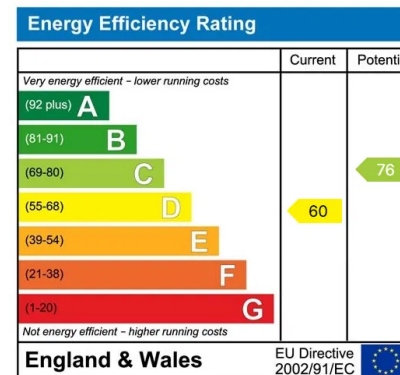 Energy Efficiency Rating
Current Potenti
Very energy efficient – lower running costs
(92 plus) A
(81-91) B
(69-80) C
76
(55-68) D
60
(39-54) E
(21-38) F
(1-20) G
Not energy efficient – higher running costs
England & Wales
EU Directive
2002/91/EC